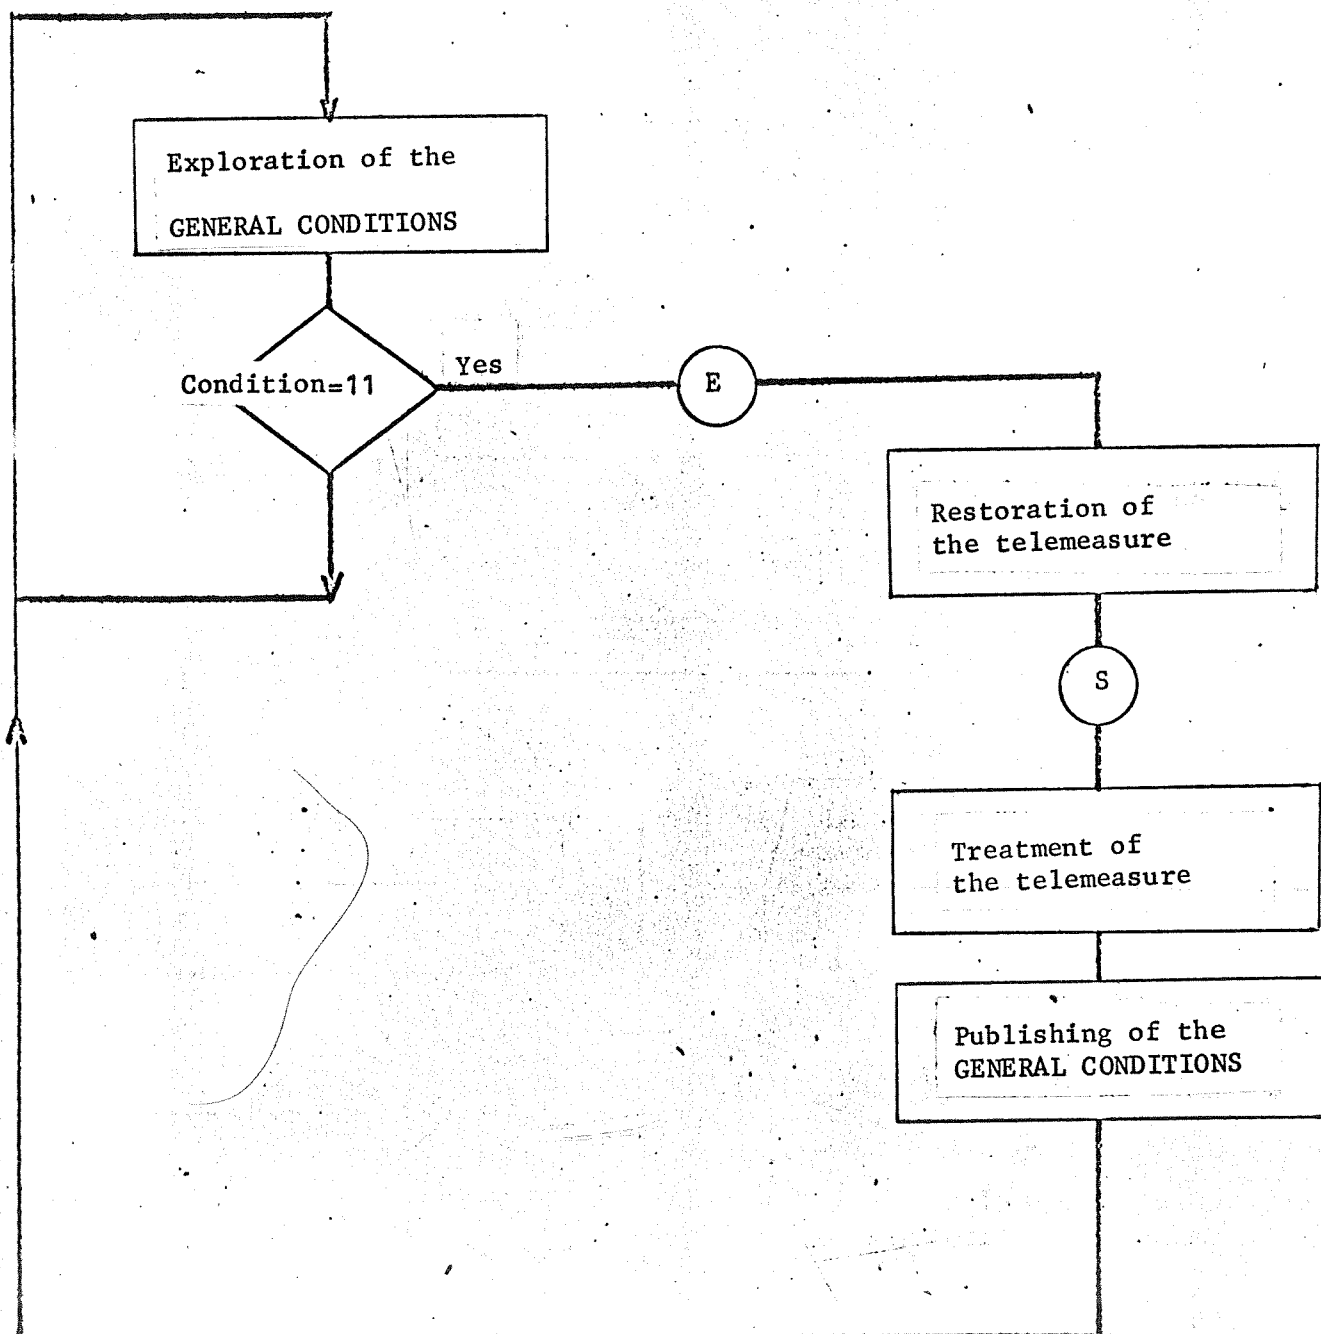 Exploration of the
GENERAL CONDITIONS
Condition=11
Yes
E
Restoration of
the telemeasure
S
Treatment of
the telemeasure
Publishing of the
GENERAL CONDITIONS